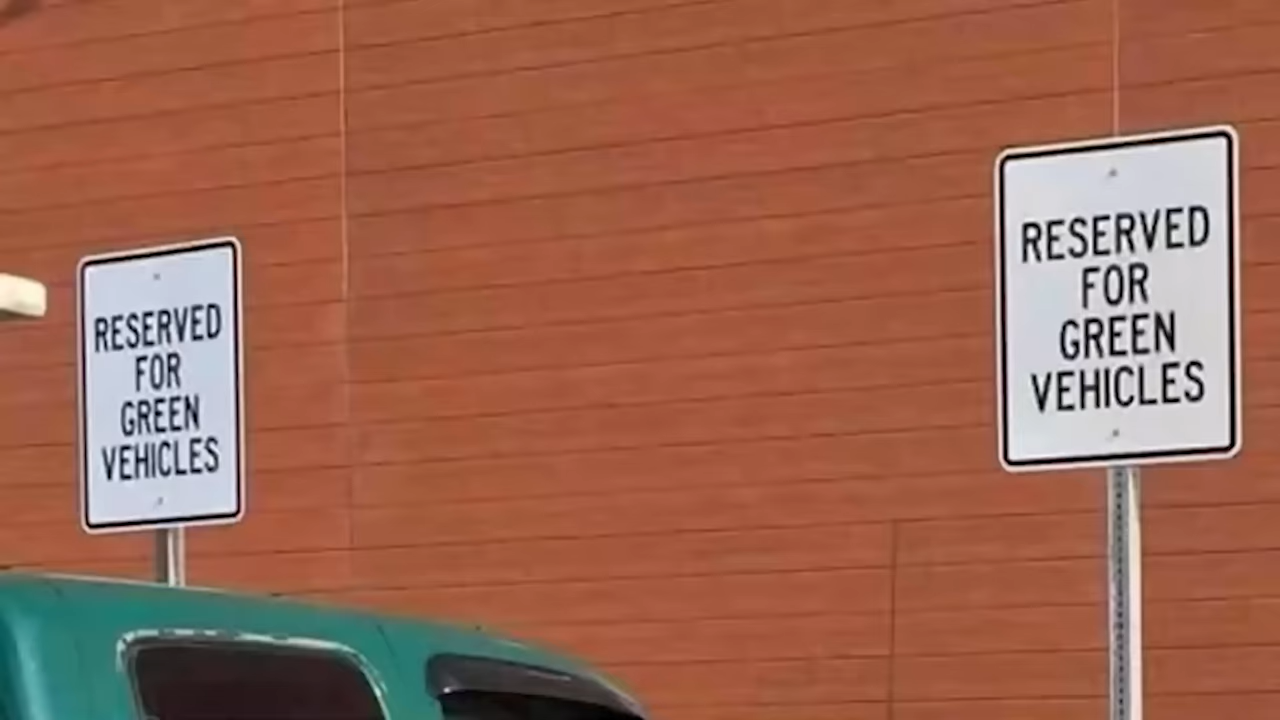 RESERVED
FOR
GREEN
VEHICLES
RESERVED
FOR
GREEN
VEHICLES